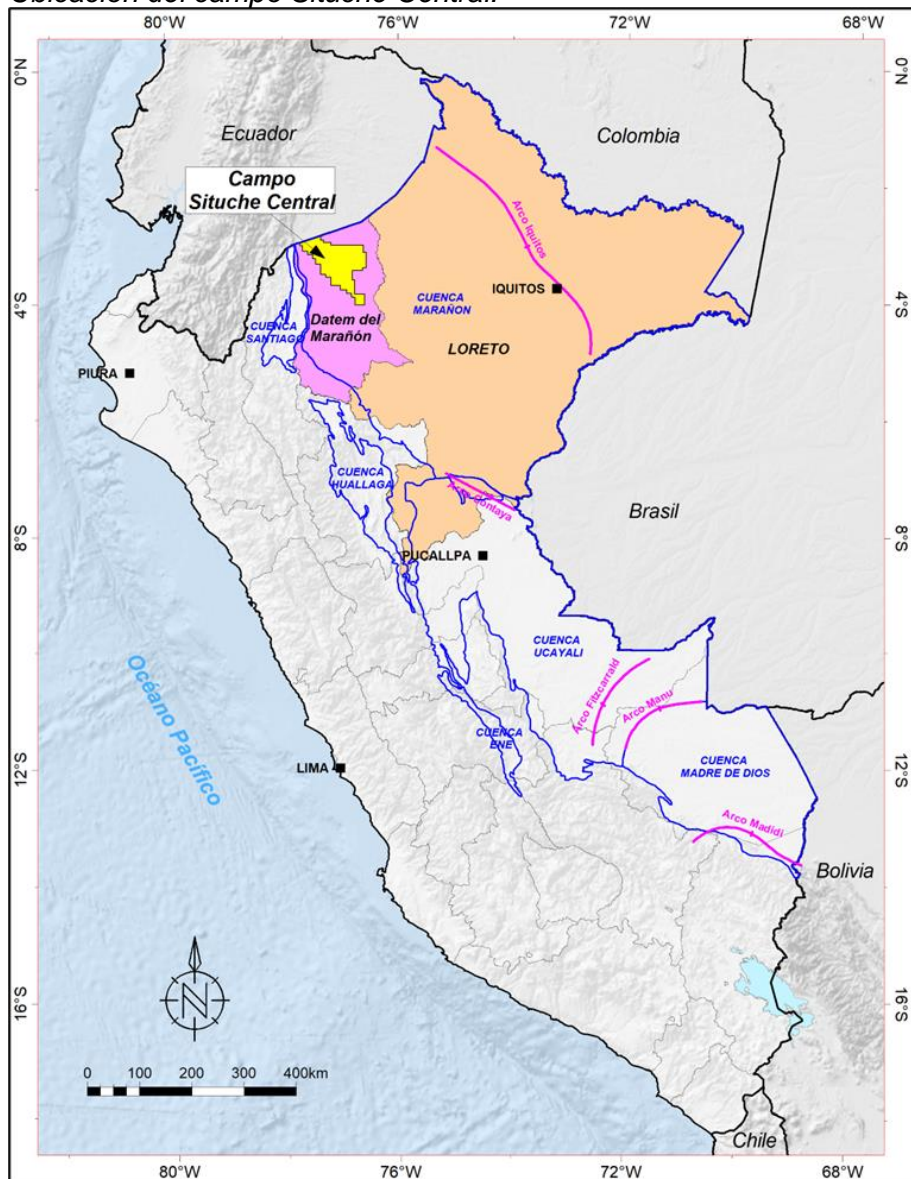 Ubicación del campo Situche Central.
80°W 76°W 72°W 68°W
0°N 0°N
Ecuador
Colombia
Campo
Situche Central
Arco Iquitos
IQUITOS
4°S 4°S
CUENCA
MARAÑON
CUENCA
SANTIAGO
Datem del
Marañón
LORETO
PIURA
CUENCA
HUALLAGA
Arco Contaya
Brasil
8°S 8°S
PUCALLPA
CUENCA
UCAYALI
Océano Pacífico
Arco Fitzcarrald
Arco Manu
CUENCA
ENE
12°S 12°S
LIMA
CUENCA
MADRE DE DIOS
Arco Madidi
Bolivia
N
16°S 16°S
0 100 200 300 400km
Chile
80°W 76°W 72°W 68°W